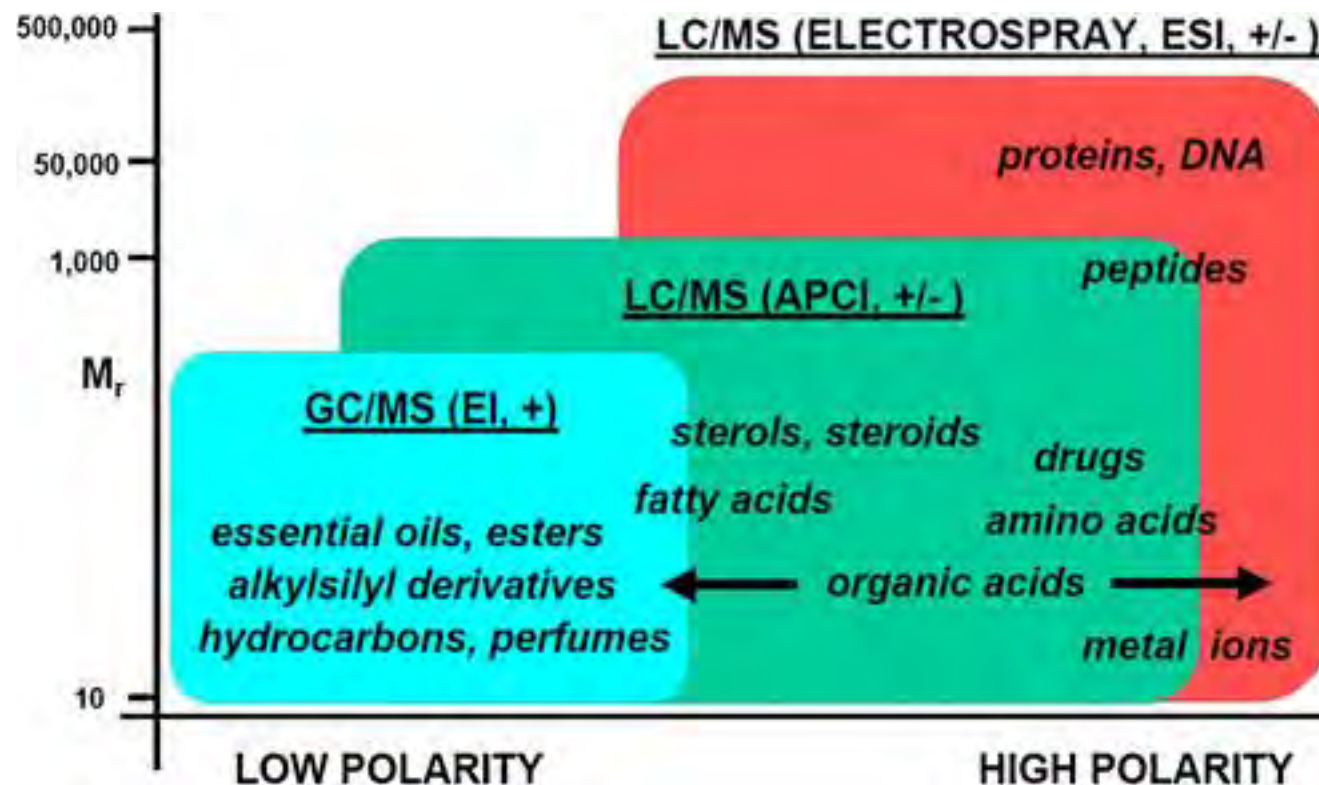 500,000
LC/MS (ELECTROSPRAY, ESI, +/- )
50,000
proteins, DNA
1,000
peptides
LC/MS (APCI, +/- )
Mr
GC/MS (EI, +)
sterols, steroids
drugs
fatty acids
amino acids
essential oils, esters
alkylsilyl derivatives
organic acids
hydrocarbons, perfumes
metal ions
10
LOW POLARITY
HIGH POLARITY